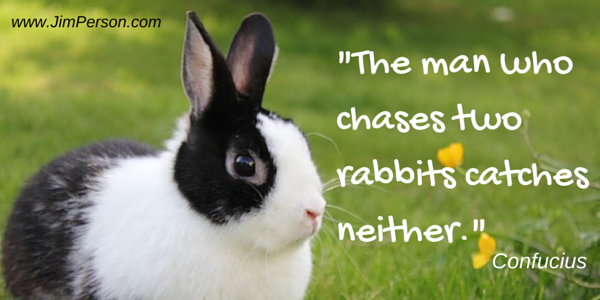 www.JimPerson.com
"The man who
chases two
rabbits catches
neither."
Confucius